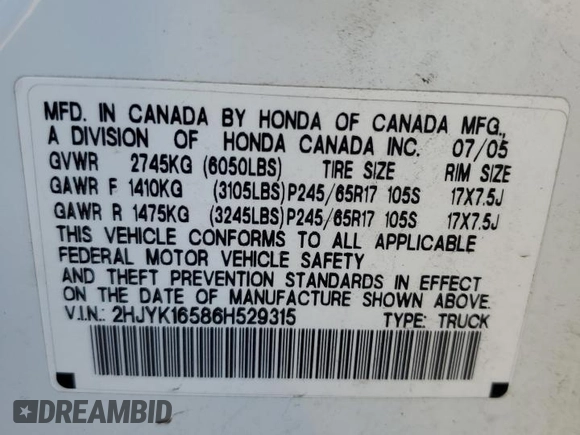 MFD. IN CANADA BY HONDA OF CANADA MFG.,
A DIVISION OF HONDA CANADA INC. 07/05
GVWR 2745KG (6050LBS) TIRE SIZE RIM SIZE
GAWR F 1410KG (3105LBS) P245/65R17 105S 17X7.5J
GAWR R 1475KG (3245LBS) P245/65R17 105S 17X7.5J
THIS VEHICLE CONFORMS TO ALL APPLICABLE
FEDERAL MOTOR VEHICLE SAFETY
AND THEFT PREVENTION STANDARDS IN EFFECT
ON THE DATE OF MANUFACTURE SHOWN ABOVE.
V.I.N.: 2HJYK16586H529315 TYPE: TRUCK
DREAMBID